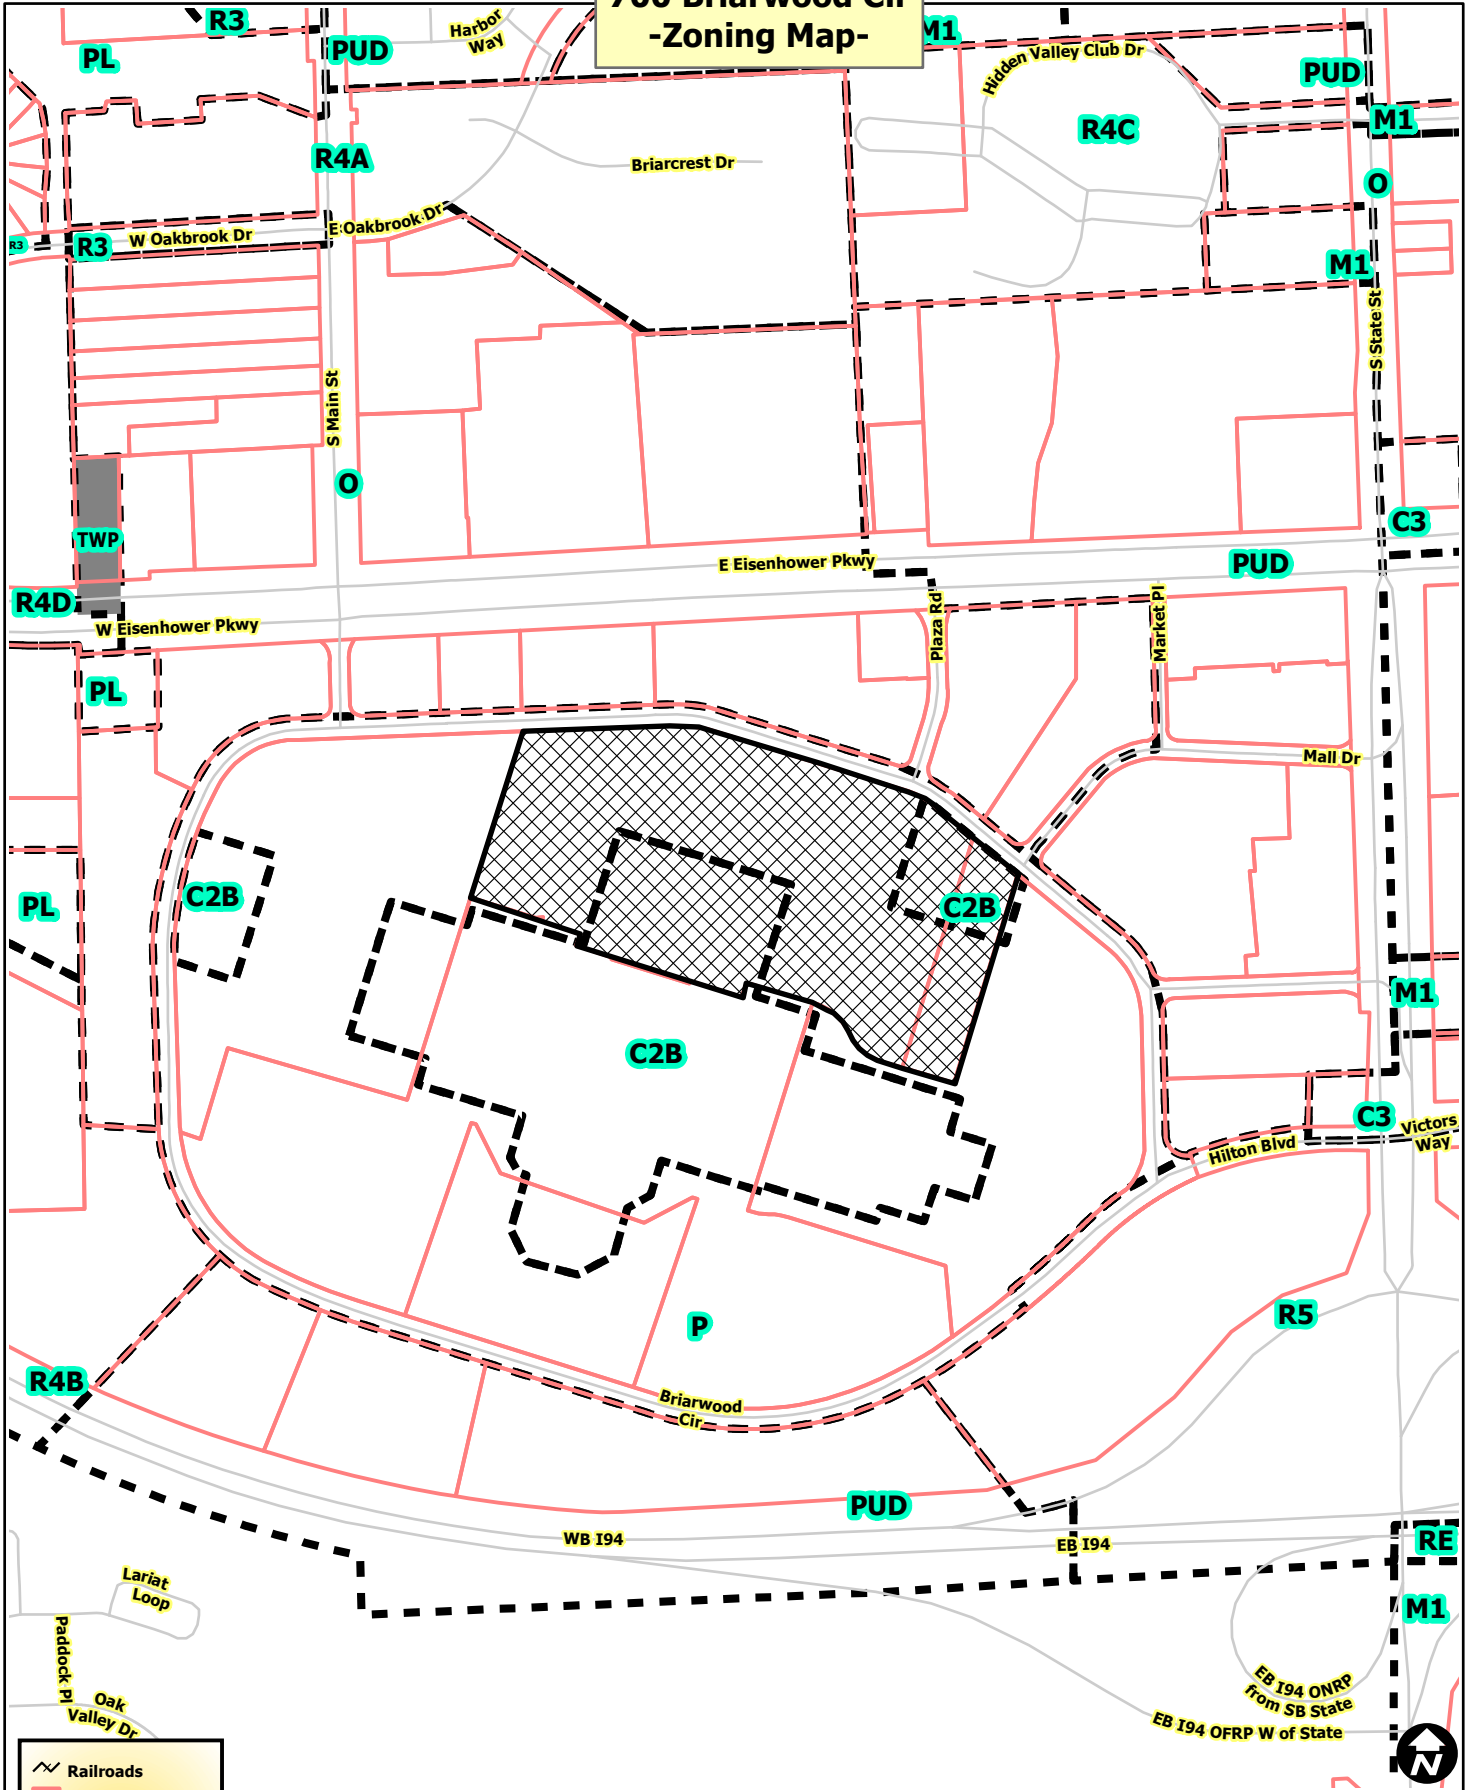 700 Briarwood Cir
-Zoning Map-
R3
PL
PUD
Harbor
Way
M1
Hidden Valley Club Dr
PUD
R4C
M1
R4A
Briarcrest Dr
O
R3
R3
W Oakbrook Dr
E Oakbrook Dr
M1
S State St
S Main St
O
TWP
C3
E Eisenhower Pkwy
PUD
R4D
W Eisenhower Pkwy
Plaza Rd
Market Pl
PL
Mall Dr
C2B
PL
C2B
M1
C2B
C3
Victors
Way
Hilton Blvd
R5
P
R4B
Briarwood
Cir
PUD
WB I94
EB I94
RE
Lariat
Loop
M1
Paddock Pl
Oak
Valley Dr
EB I94 ONRP
from SB State
EB I94 OFRP W of State
Railroads
N